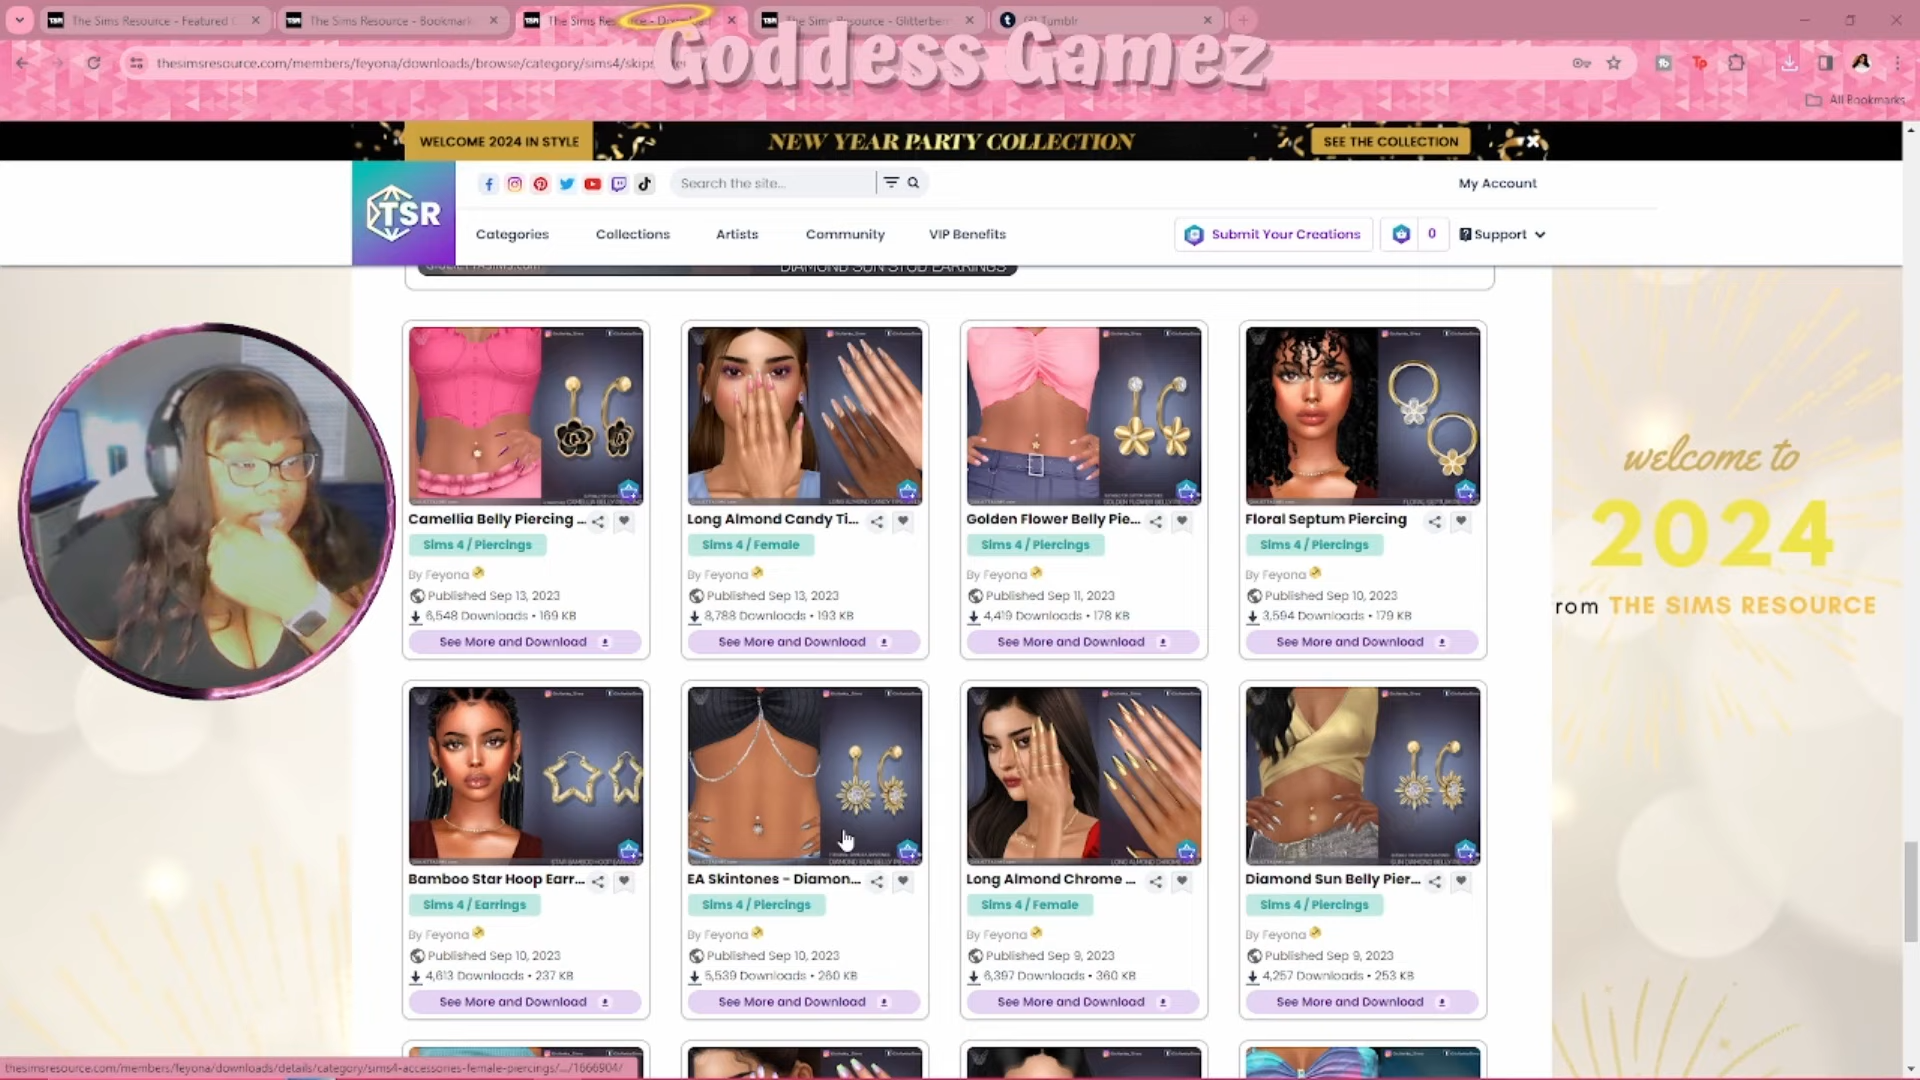 The Sims Resource - Featured
The Sims Resource - Bookmark
The Sims Resource - Glitterber
Tumblr
Goddess Gamez
thesimsresource.com/members/feyona/downloads/browse/category/sims4/skips
Tp
All Bookmarks
WELCOME 2024 IN STYLE
NEW YEAR PARTY COLLECTION
SEE THE COLLECTION
TSR
Search the site...
My Account
Categories
Collections
Artists
Community
VIP Benefits
Submit Your Creations
0
Support
DIAMOND SUN STUD EARRINGS
Camellia Belly Piercing ...
Sims 4 / Piercings
By Feyona
Published Sep 13, 2023
6,548 Downloads • 169 KB
See More and Download
Long Almond Candy Ti...
Sims 4 / Female
By Feyona
Published Sep 13, 2023
8,788 Downloads • 193 KB
See More and Download
Golden Flower Belly Pie...
Sims 4 / Piercings
By Feyona
Published Sep 11, 2023
4,419 Downloads • 178 KB
See More and Download
Floral Septum Piercing
Sims 4 / Piercings
By Feyona
Published Sep 10, 2023
3,594 Downloads • 179 KB
See More and Download
Bamboo Star Hoop Earr...
Sims 4 / Earrings
By Feyona
Published Sep 10, 2023
4,613 Downloads • 237 KB
See More and Download
EA Skintones - Diamon...
Sims 4 / Piercings
By Feyona
Published Sep 10, 2023
5,539 Downloads • 260 KB
See More and Download
Long Almond Chrome ...
Sims 4 / Female
By Feyona
Published Sep 9, 2023
6,397 Downloads • 360 KB
See More and Download
Diamond Sun Belly Pier...
Sims 4 / Piercings
By Feyona
Published Sep 9, 2023
4,257 Downloads • 253 KB
See More and Download
welcome to
2024
rom THE SIMS RESOURCE
thesimsresource.com/members/feyona/downloads/details/category/sims4-accessories-female-piercings/.../1666904/